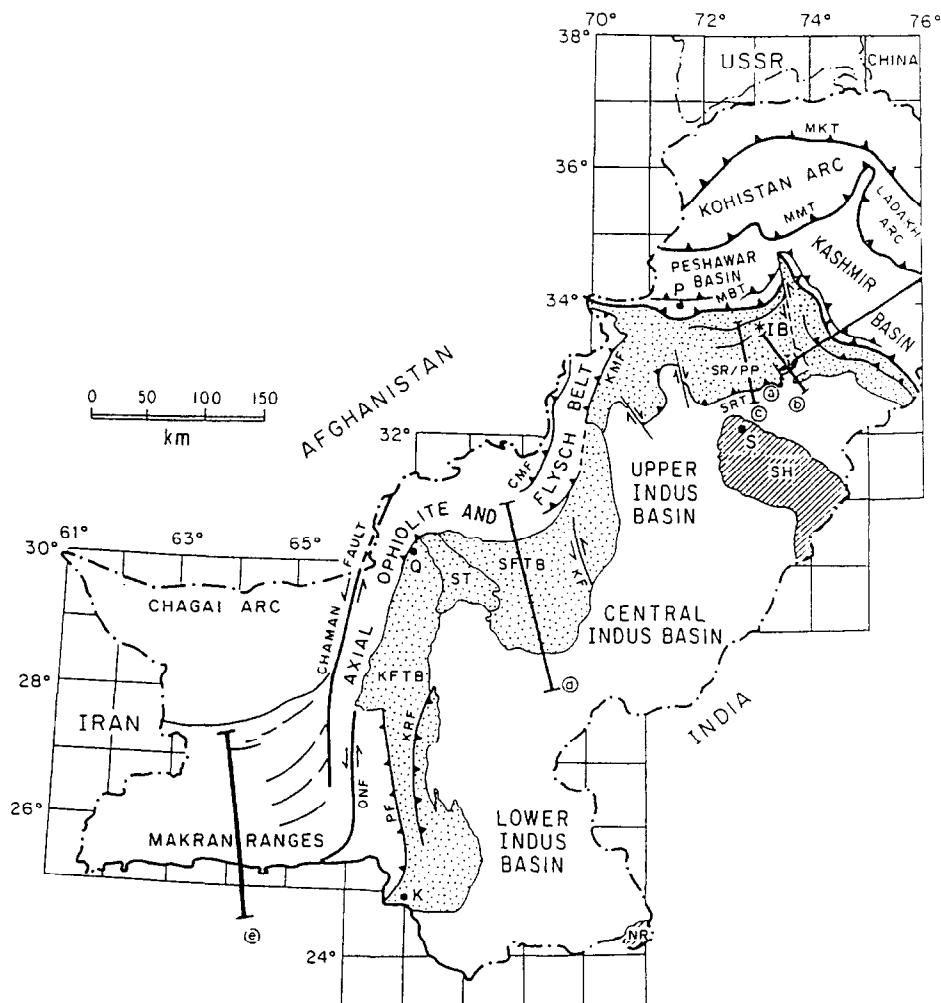 70°
72°
74°
76°
38°
USSR
CHINA
MKT
36°
KOHISTAN ARC
LADAKH
ARC
MMT
KASHMIR
BASIN
PESHAWAR
BASIN
P
MBT
34°
*IB
KMF
SR/PP
SRT
a
b
c
S
SH
0 50 100 150
km
AFGHANISTAN
32°
CMF
FLYSCH BELT
UPPER
INDUS
BASIN
AXIAL OPHIOLITE AND
61°
63°
65°
30°
Q
ST
SFTB
KF
CHAGAI ARC
CHAMAN FAULT
CENTRAL
INDUS BASIN
28°
KFTB
d
IRAN
INDIA
KRF
ONF
PF
26°
MAKRAN RANGES
LOWER
INDUS
BASIN
K
e
NR
24°